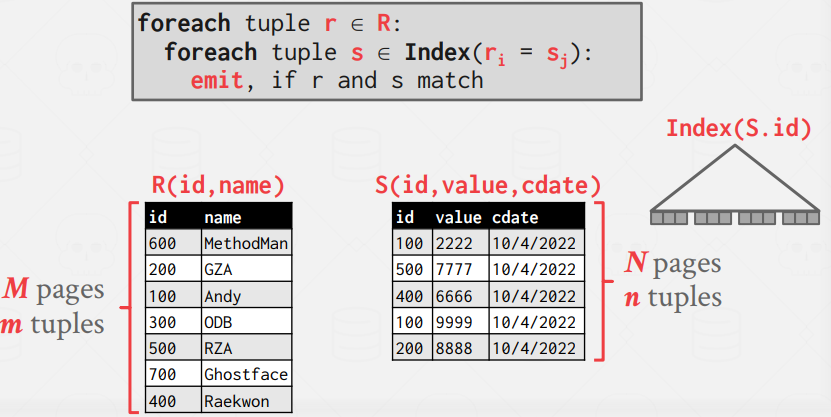 foreach tuple r ∈ R:
foreach tuple s ∈ Index(rᵢ = sⱼ):
emit, if r and s match
Index(S.id)
R(id,name)
id name
600 MethodMan
200 GZA
100 Andy
300 ODB
500 RZA
700 Ghostface
400 Raekwon
M pages
m tuples
S(id,value,cdate)
id value cdate
100 2222 10/4/2022
500 7777 10/4/2022
400 6666 10/4/2022
100 9999 10/4/2022
200 8888 10/4/2022
N pages
n tuples